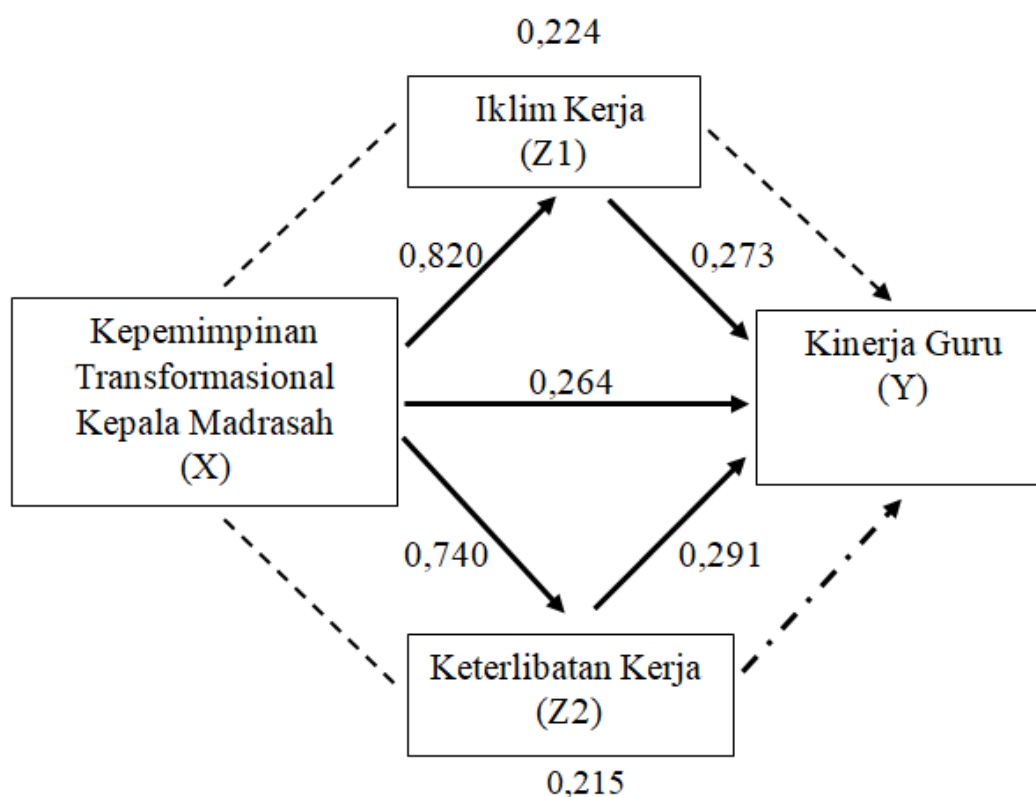 0,224
Iklim Kerja
(Z1)
0,820
0,273
Kepemimpinan
Transformasional
Kepala Madrasah
(X)
0,264
Kinerja Guru
(Y)
0,740
0,291
Keterlibatan Kerja
(Z2)
0,215